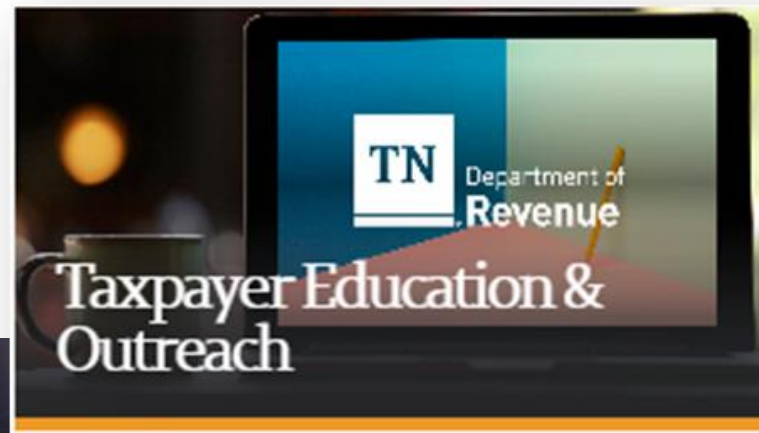 TN
Department of
Revenue
Taxpayer Education &
Outreach